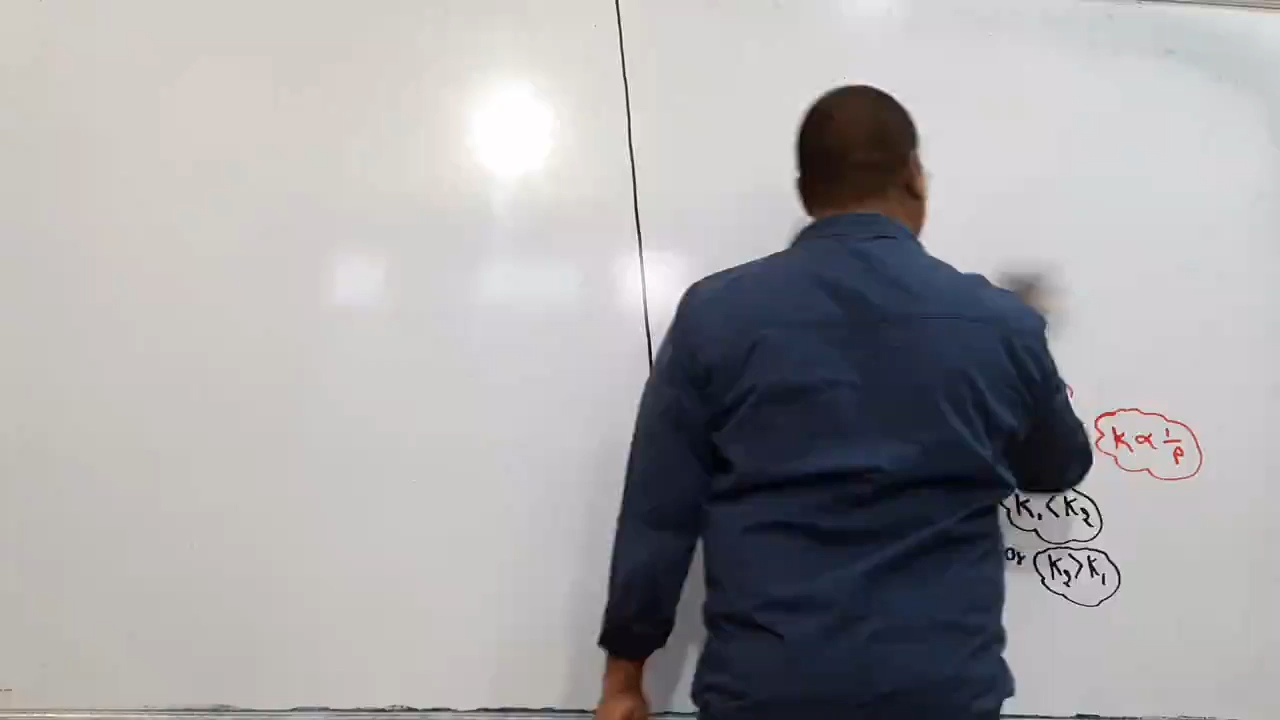 K ∝ 1/ρ
K₁ < K₂
Or K₂ > K₁